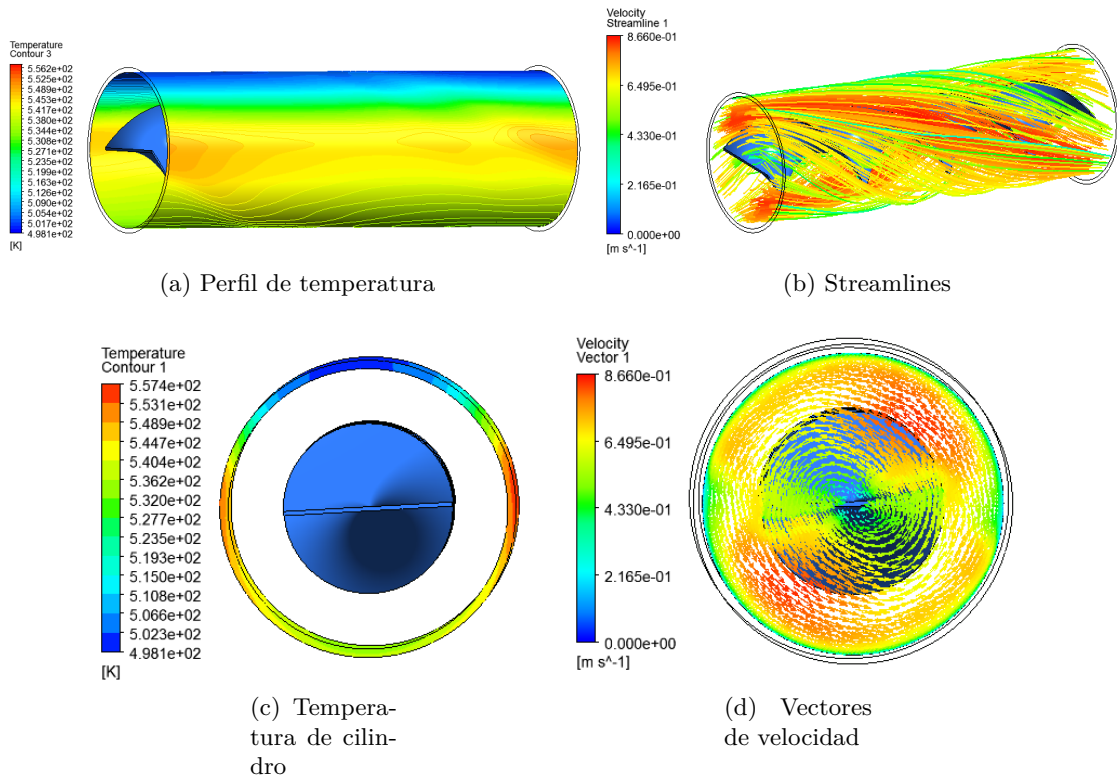 Temperature
Contour 3
5.562e+02
5.525e+02
5.489e+02
5.453e+02
5.417e+02
5.380e+02
5.344e+02
5.308e+02
5.271e+02
5.235e+02
5.199e+02
5.163e+02
5.126e+02
5.090e+02
5.054e+02
5.017e+02
4.981e+02
[K]
(a) Perfil de temperatura
Velocity
Streamline 1
8.660e-01
6.495e-01
4.330e-01
2.165e-01
0.000e+00
[m s^-1]
(b) Streamlines
Temperature
Contour 1
5.574e+02
5.531e+02
5.489e+02
5.447e+02
5.404e+02
5.362e+02
5.320e+02
5.277e+02
5.235e+02
5.193e+02
5.150e+02
5.108e+02
5.066e+02
5.023e+02
4.981e+02
[K]
(c) Tempera-
tura de cilin-
dro
Velocity
Vector 1
8.660e-01
6.495e-01
4.330e-01
2.165e-01
0.000e+00
[m s^-1]
(d) Vectores
de velocidad